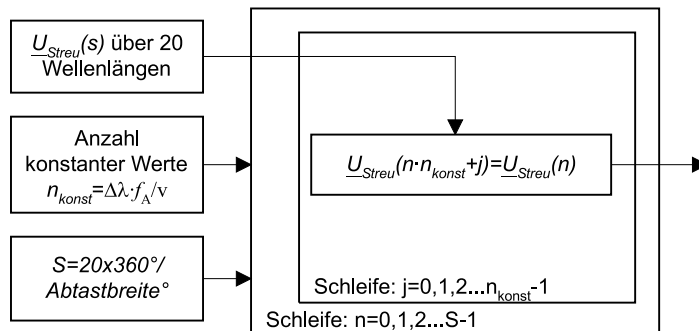 U_Streu(s) über 20
Wellenlängen
Anzahl
konstanter Werte
n_konst=Δλ·f_A/v
S=20x360°/
Abtastbreite°
U_Streu(n·n_konst+j)=U_Streu(n)
Schleife: j=0,1,2...n_konst-1
Schleife: n=0,1,2...S-1